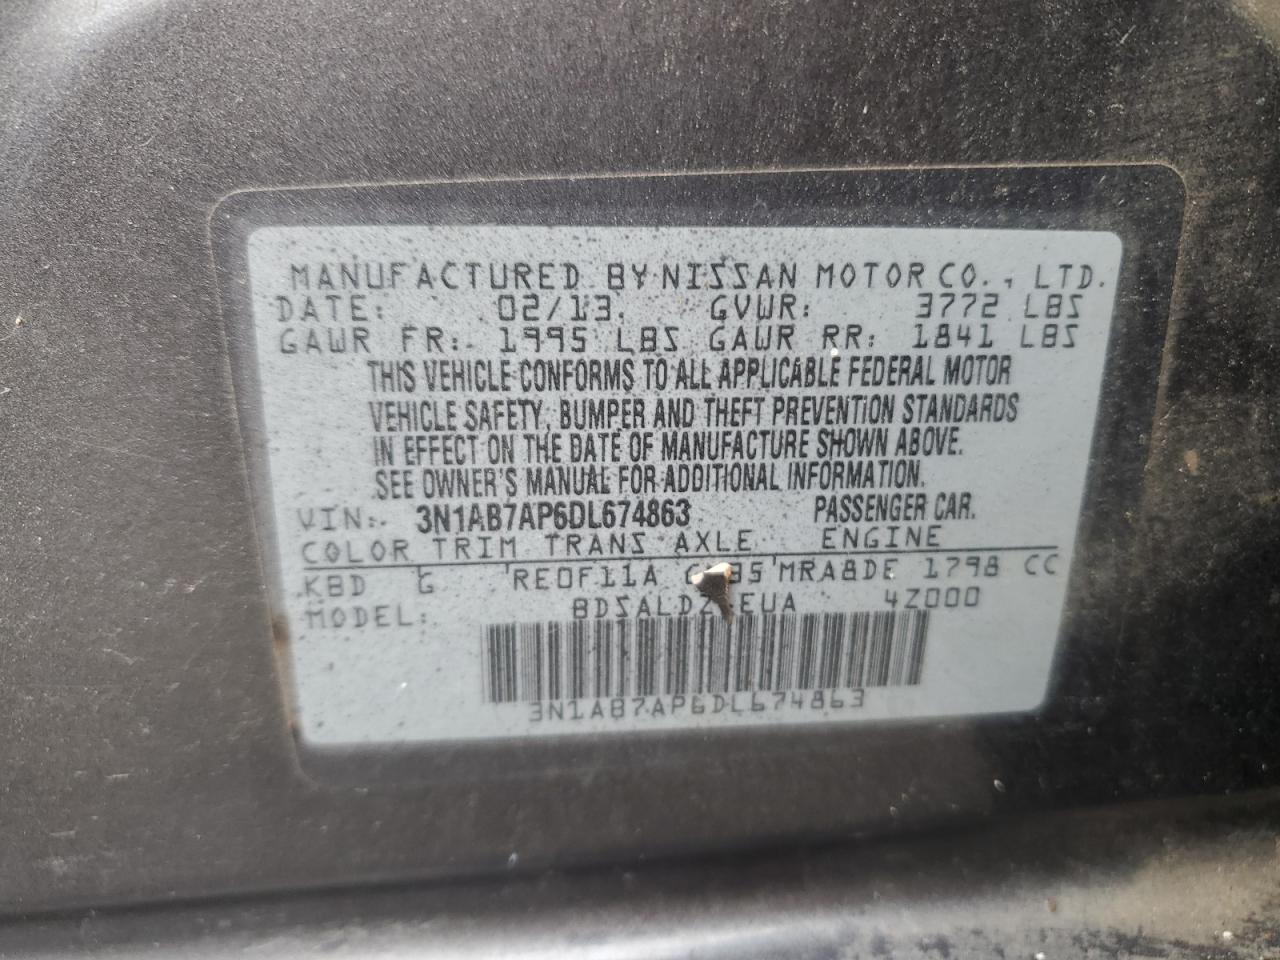 MANUFACTURED BY NISSAN MOTOR CO., LTD.
DATE: 02/13 GVWR: 3772 LBS
GAWR FR: 1995 LBS GAWR RR: 1841 LBS
THIS VEHICLE CONFORMS TO ALL APPLICABLE FEDERAL MOTOR
VEHICLE SAFETY, BUMPER AND THEFT PREVENTION STANDARDS
IN EFFECT ON THE DATE OF MANUFACTURE SHOWN ABOVE.
SEE OWNER'S MANUAL FOR ADDITIONAL INFORMATION.
VIN: 3N1AB7AP6DL674863 PASSENGER CAR.
COLOR TRIM TRANS AXLE ENGINE
KBD G RE0F11A MRA8DE 1798 CC
MODEL: 4Z000
3N1AB7AP6DL674863